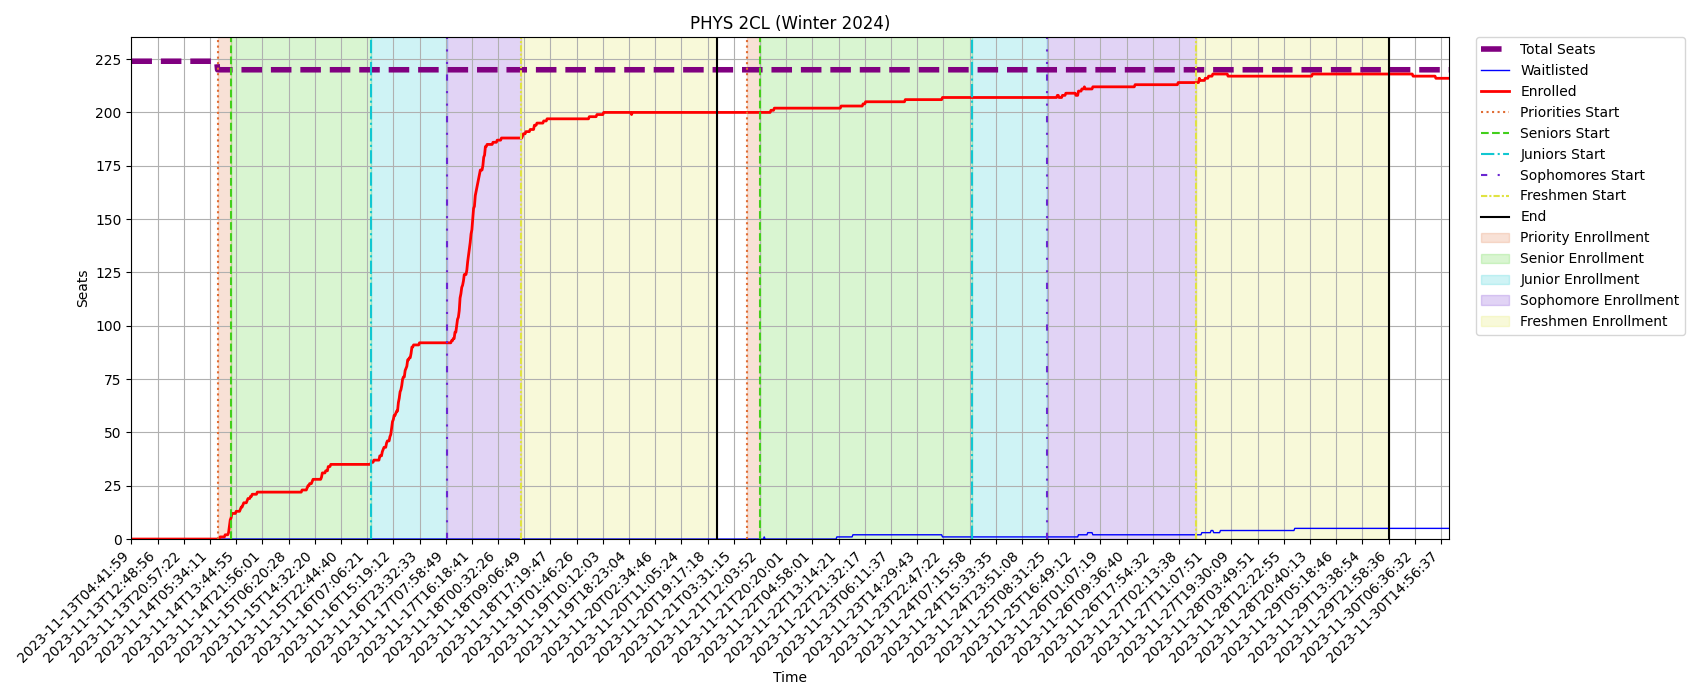 PHYS 2CL (Winter 2024)
Seats
225
200
175
150
125
100
75
50
25
0
2023-11-13T04:41:59
2023-11-13T12:48:56
2023-11-13T20:57:22
2023-11-14T05:34:11
2023-11-14T13:44:55
2023-11-14T21:56:01
2023-11-15T06:20:28
2023-11-15T14:32:20
2023-11-15T22:44:40
2023-11-16T07:06:21
2023-11-16T15:19:12
2023-11-16T23:32:33
2023-11-17T07:58:49
2023-11-17T16:18:41
2023-11-18T00:32:26
2023-11-18T09:06:49
2023-11-18T17:19:47
2023-11-19T01:46:26
2023-11-19T10:12:03
2023-11-19T18:23:04
2023-11-20T02:34:46
2023-11-20T11:05:24
2023-11-20T19:17:18
2023-11-21T03:31:15
2023-11-21T12:03:52
2023-11-21T20:20:01
2023-11-22T04:58:01
2023-11-22T13:14:21
2023-11-22T21:32:17
2023-11-23T06:11:37
2023-11-23T14:29:43
2023-11-23T22:47:22
2023-11-24T07:15:58
2023-11-24T15:33:35
2023-11-24T23:51:08
2023-11-25T08:31:25
2023-11-25T16:49:12
2023-11-26T01:07:19
2023-11-26T09:36:40
2023-11-26T17:54:32
2023-11-27T02:13:38
2023-11-27T11:07:51
2023-11-27T19:30:09
2023-11-28T03:49:51
2023-11-28T12:22:55
2023-11-28T20:40:13
2023-11-29T05:18:46
2023-11-29T13:38:54
2023-11-29T21:58:36
2023-11-30T06:36:32
2023-11-30T14:56:37
Time
Total Seats
Waitlisted
Enrolled
Priorities Start
Seniors Start
Juniors Start
Sophomores Start
Freshmen Start
End
Priority Enrollment
Senior Enrollment
Junior Enrollment
Sophomore Enrollment
Freshmen Enrollment